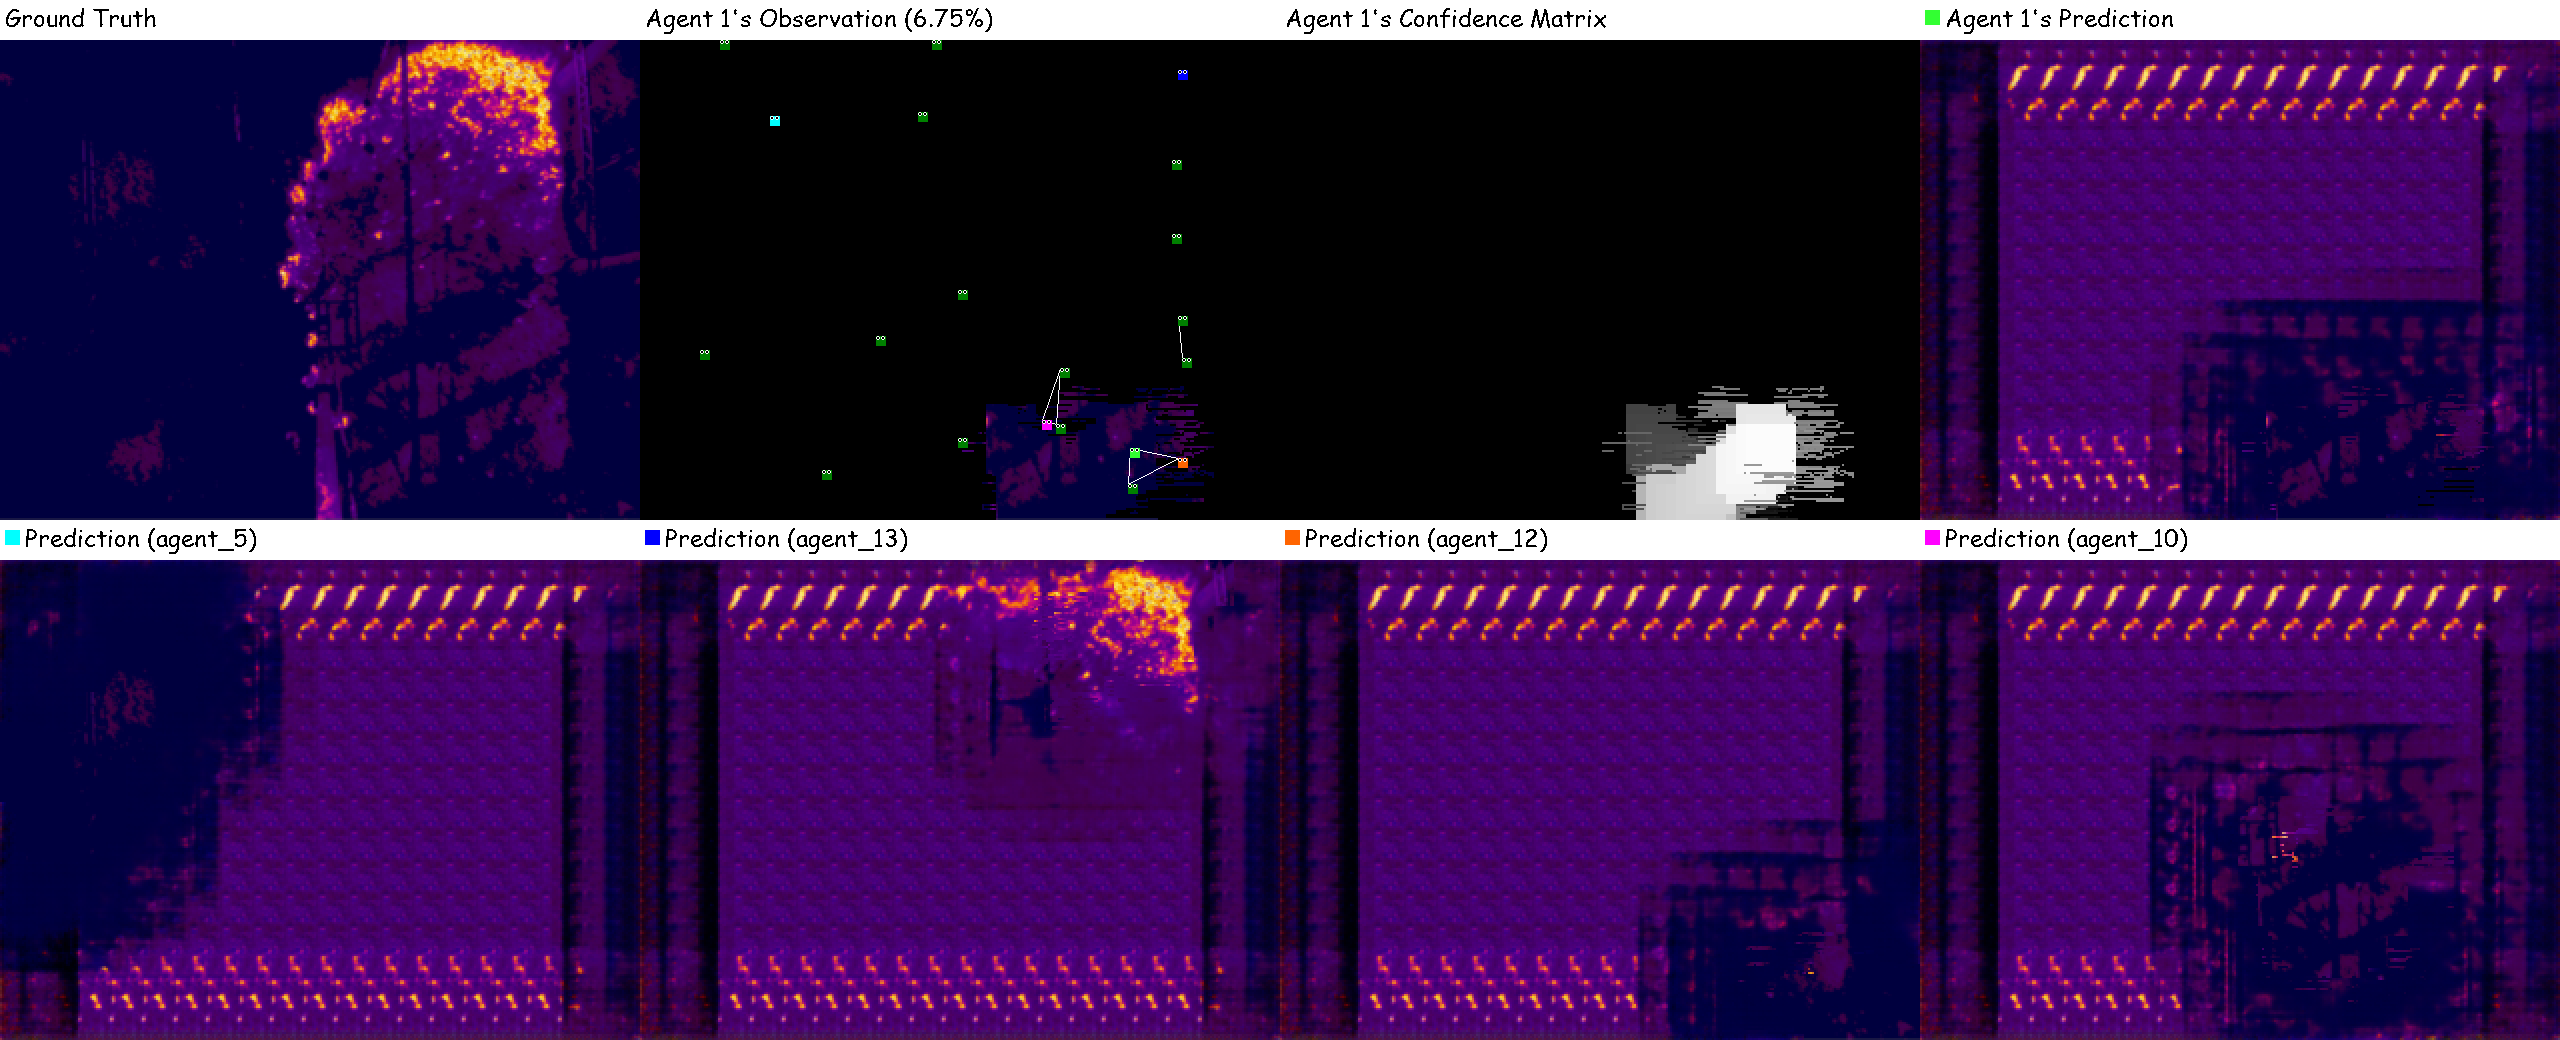 Ground Truth
Agent 1's Observation (6.75%)
Agent 1's Confidence Matrix
Agent 1's Prediction
Prediction (agent_5)
Prediction (agent_13)
Prediction (agent_12)
Prediction (agent_10)